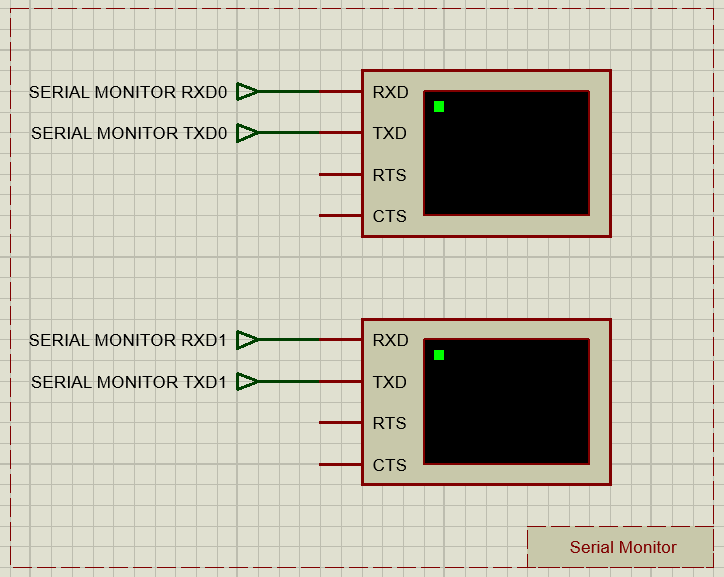 SERIAL MONITOR RXD0
RXD
SERIAL MONITOR TXD0
TXD
RTS
CTS
SERIAL MONITOR RXD1
RXD
SERIAL MONITOR TXD1
TXD
RTS
CTS
Serial Monitor